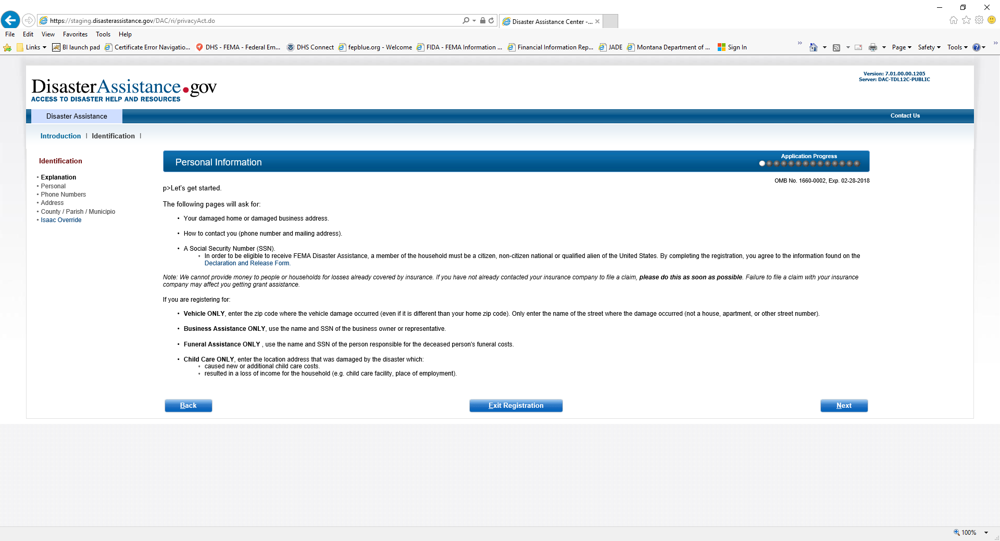 https://staging.disasterassistance.gov/DAC/ri/privacyAct.do
Disaster Assistance Center -...
File Edit View Favorites Tools Help
Links BI launch pad Certificate Error Navigatio... DHS - FEMA - Federal Em... DHS Connect fepblue.org - Welcome FIDA - FEMA Information ... Financial Information Rep... JADE Montana Department of ... Sign In » Page Safety Tools »
Version: 7.01.00.00.1205
Server: DAC-TDL12C-PUBLIC
DisasterAssistance.gov
ACCESS TO DISASTER HELP AND RESOURCES
Disaster Assistance Contact Us
Introduction | Identification |
Identification
• Explanation
• Personal
• Phone Numbers
• Address
• County / Parish / Municipio
• Isaac Override
Personal Information
Application Progress
OMB No. 1660-0002, Exp. 02-28-2018
p>Let's get started.
The following pages will ask for:
• Your damaged home or damaged business address.
• How to contact you (phone number and mailing address).
• A Social Security Number (SSN).
◦ In order to be eligible to receive FEMA Disaster Assistance, a member of the household must be a citizen, non-citizen national or qualified alien of the United States. By completing the registration, you agree to the information found on the
Declaration and Release Form.
Note: We cannot provide money to people or households for losses already covered by insurance. If you have not already contacted your insurance company to file a claim, please do this as soon as possible. Failure to file a claim with your insurance
company may affect you getting grant assistance.
If you are registering for:
• Vehicle ONLY, enter the zip code where the vehicle damage occurred (even if it is different than your home zip code). Only enter the name of the street where the damage occurred (not a house, apartment, or other street number).
• Business Assistance ONLY, use the name and SSN of the business owner or representative.
• Funeral Assistance ONLY , use the name and SSN of the person responsible for the deceased person's funeral costs.
• Child Care ONLY, enter the location address that was damaged by the disaster which:
◦ caused new or additional child care costs.
◦ resulted in a loss of income for the household (e.g. child care facility, place of employment).
Back Exit Registration Next
100%